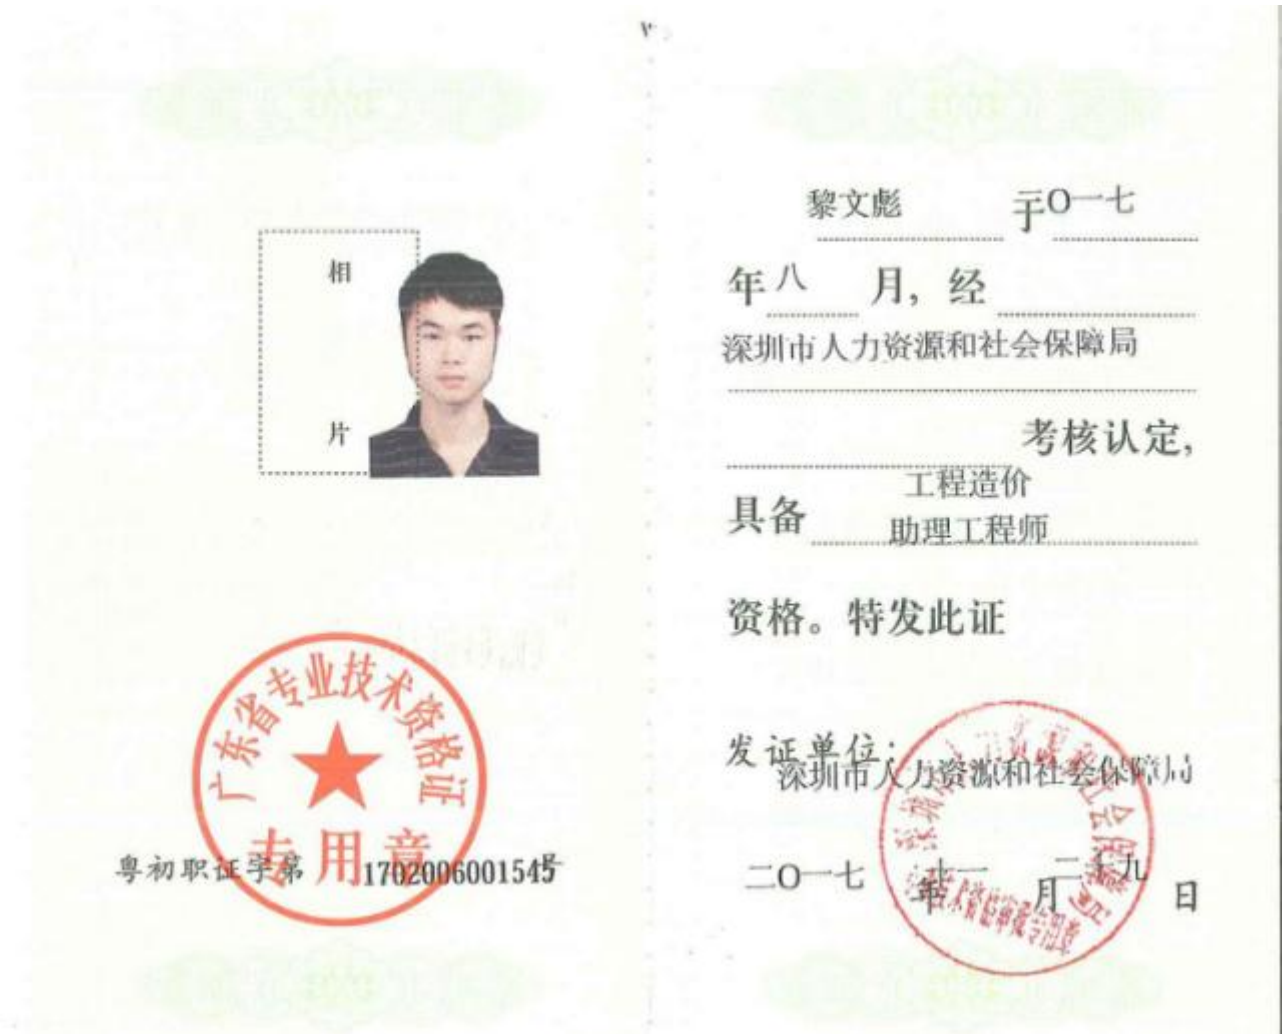 相
片
广东省专业技术资格证
专用章
粤初职证字第 1702006001545号
黎文彪 于二〇一七
年八月，经
深圳市人力资源和社会保障局
考核认定，
具备 工程造价
助理工程师
资格。特发此证
发证单位：
深圳市人力资源和社会保障局
二〇一七年十一月二十九日